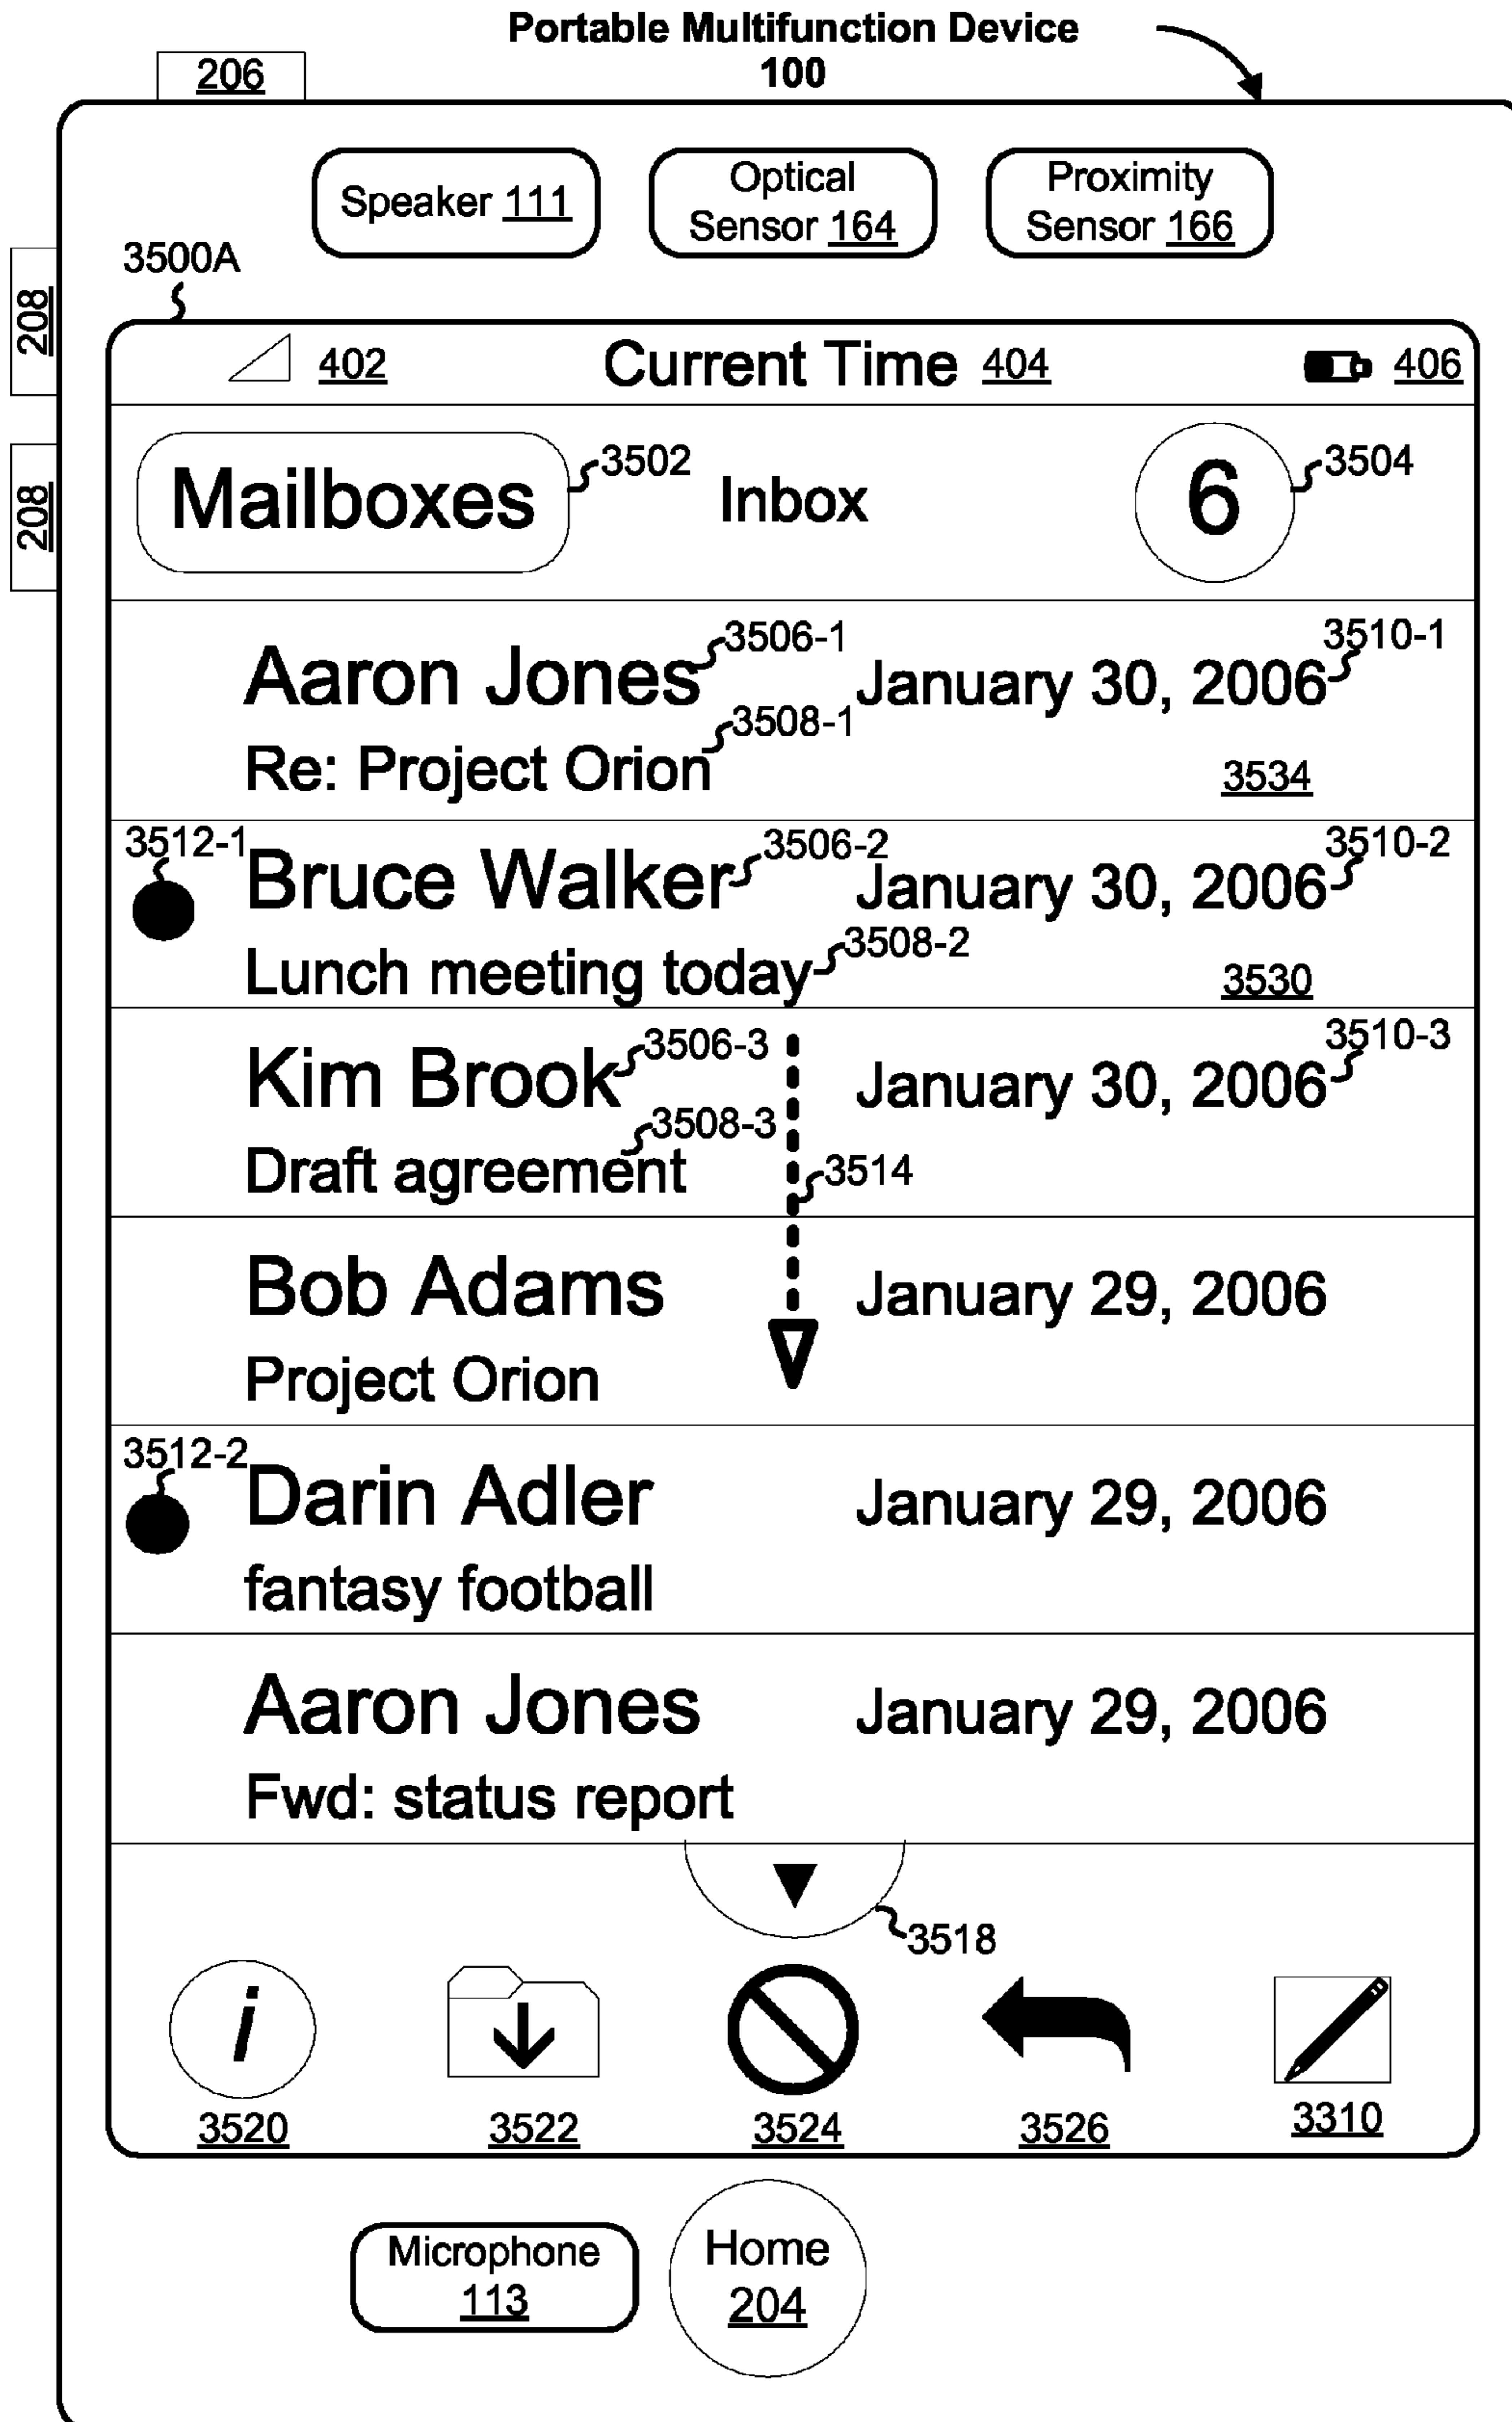 Portable Multifunction Device
100
206
Speaker 111
Optical
Sensor 164
Proximity
Sensor 166
3500A
208
208
402 Current Time 404 406
Mailboxes 3502 Inbox 6 3504
3506-1 3510-1
Aaron Jones January 30, 2006
3508-1
Re: Project Orion 3534
3512-1 3506-2 3510-2
Bruce Walker January 30, 2006
3508-2
Lunch meeting today 3530
3506-3 3510-3
Kim Brook January 30, 2006
3508-3
Draft agreement 3514
Bob Adams January 29, 2006
Project Orion
3512-2
Darin Adler January 29, 2006
fantasy football
Aaron Jones January 29, 2006
Fwd: status report
3518
i
3520 3522 3524 3526 3310
Microphone
113
Home
204